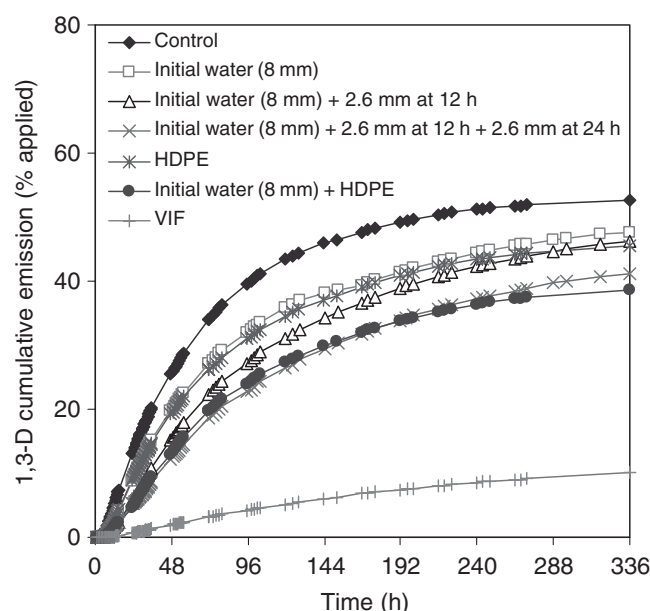 80
60
40
20
0
1,3-D cumulative emission (% applied)
Control
Initial water (8 mm)
Initial water (8 mm) + 2.6 mm at 12 h
Initial water (8 mm) + 2.6 mm at 12 h + 2.6 mm at 24 h
HDPE
Initial water (8 mm) + HDPE
VIF
0 48 96 144 192 240 288 336
Time (h)